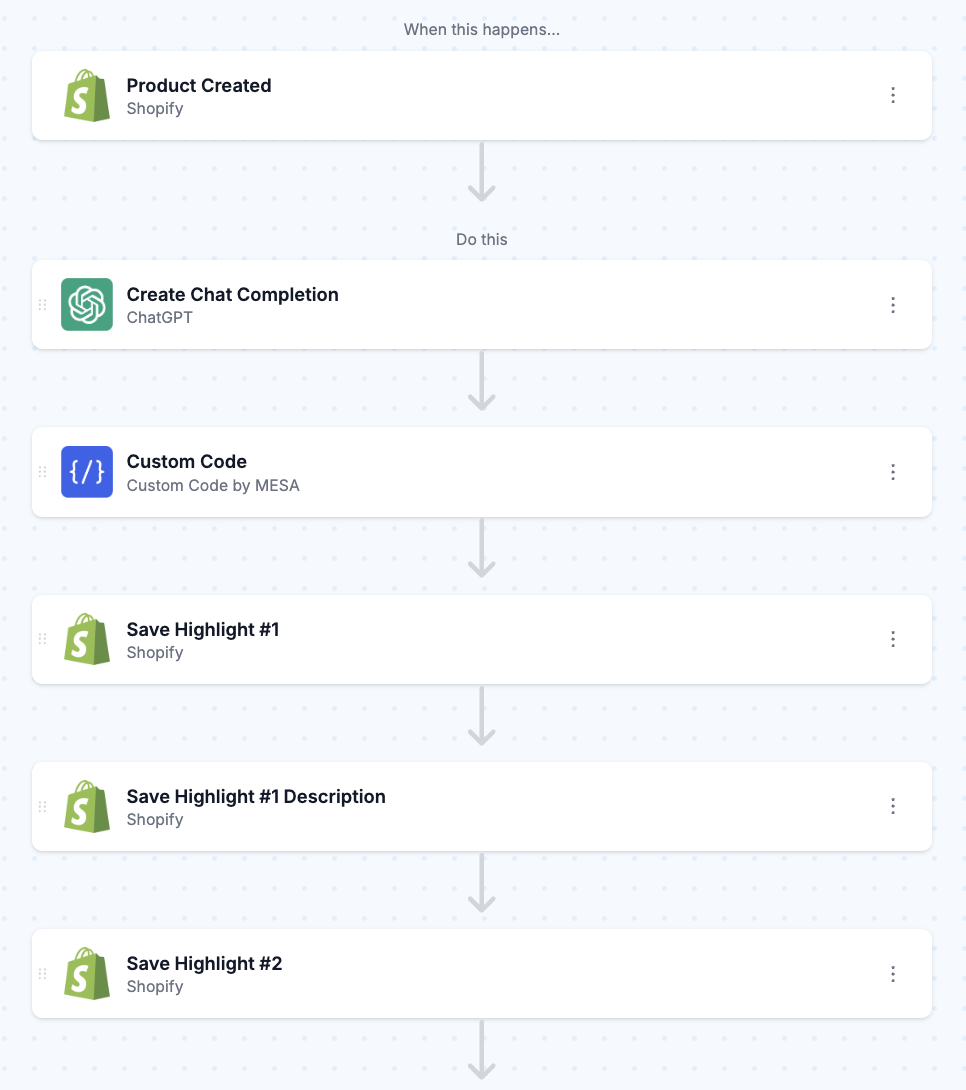 When this happens...
Product Created
Shopify
Do this
Create Chat Completion
ChatGPT
{/}
Custom Code
Custom Code by MESA
Save Highlight #1
Shopify
Save Highlight #1 Description
Shopify
Save Highlight #2
Shopify